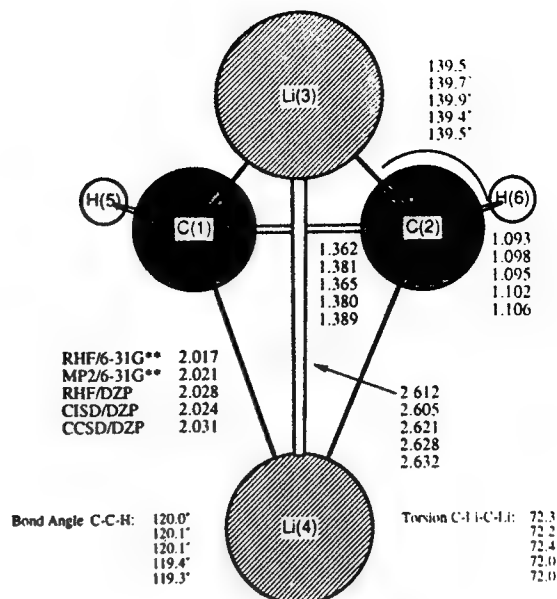 Li(3)
139.5
139.7°
139.9°
139.4°
139.5°
H(5)
C(1)
C(2)
H(6)
1.362
1.381
1.365
1.380
1.389
1.093
1.098
1.095
1.102
1.106
RHF/6-31G** 2.017
MP2/6-31G** 2.021
RHF/DZP 2.028
CISD/DZP 2.024
CCSD/DZP 2.031
2.612
2.605
2.621
2.628
2.632
Li(4)
Bond Angle C-C-H: 120.0°
120.1°
120.1°
119.4°
119.3°
Torsion C-Li-C-Li: 72.3
72.2
72.4
72.0
72.0